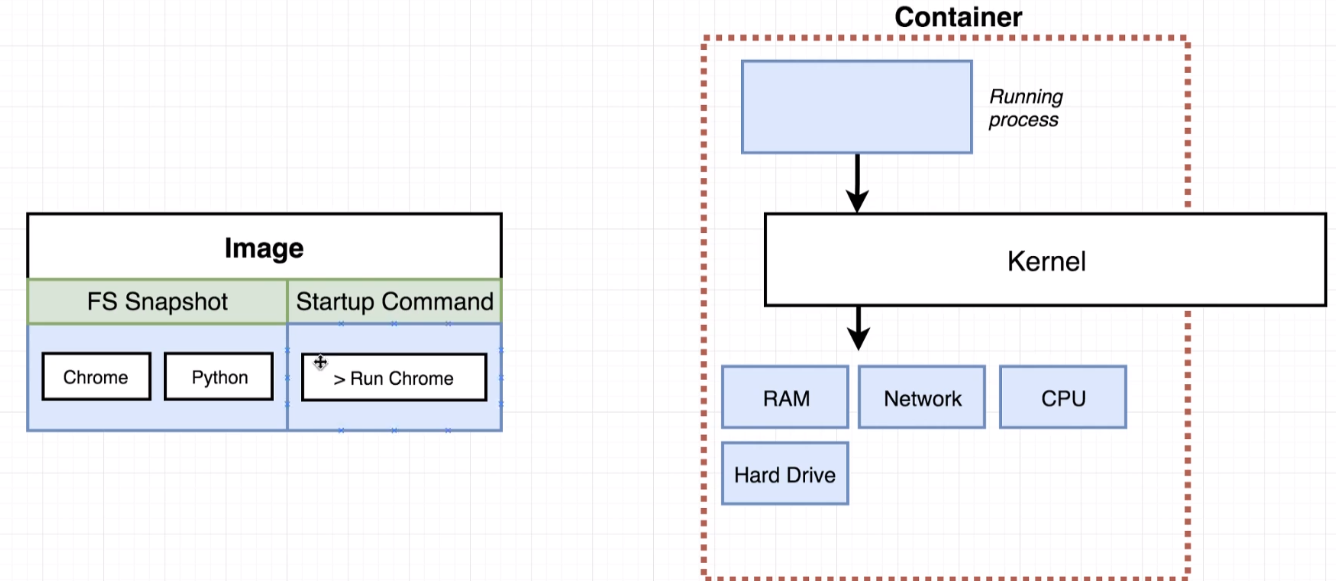 Container
Running
process
Kernel
RAM
Network
CPU
Hard Drive
Image
FS Snapshot
Startup Command
Chrome
Python
> Run Chrome